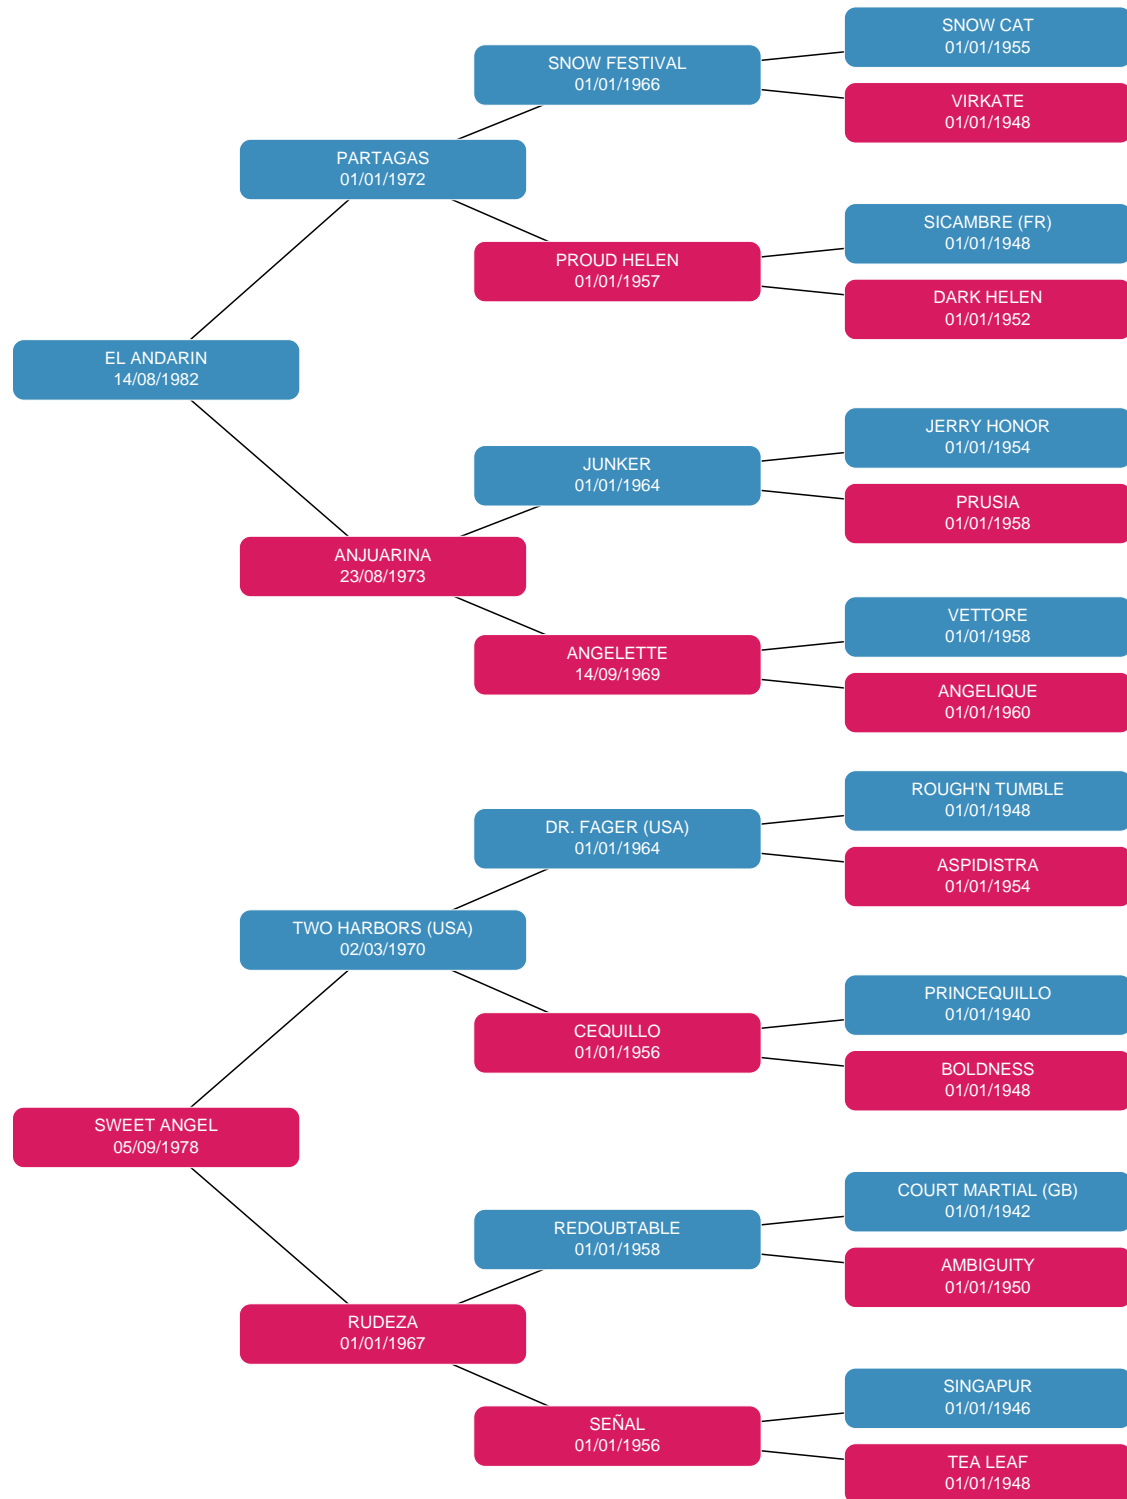 SNOW CAT
01/01/1955
SNOW FESTIVAL
01/01/1966
VIRKATE
01/01/1948
PARTAGAS
01/01/1972
SICAMBRE (FR)
01/01/1948
PROUD HELEN
01/01/1957
DARK HELEN
01/01/1952
EL ANDARIN
14/08/1982
JERRY HONOR
01/01/1954
JUNKER
01/01/1964
PRUSIA
01/01/1958
ANJUARINA
23/08/1973
VETTORE
01/01/1958
ANGELETTE
14/09/1969
ANGELIQUE
01/01/1960
ROUGH'N TUMBLE
01/01/1948
DR. FAGER (USA)
01/01/1964
ASPIDISTRA
01/01/1954
TWO HARBORS (USA)
02/03/1970
PRINCEQUILLO
01/01/1940
CEQUILLO
01/01/1956
BOLDNESS
01/01/1948
SWEET ANGEL
05/09/1978
COURT MARTIAL (GB)
01/01/1942
REDOUBTABLE
01/01/1958
AMBIGUITY
01/01/1950
RUDEZA
01/01/1967
SINGAPUR
01/01/1946
SEÑAL
01/01/1956
TEA LEAF
01/01/1948